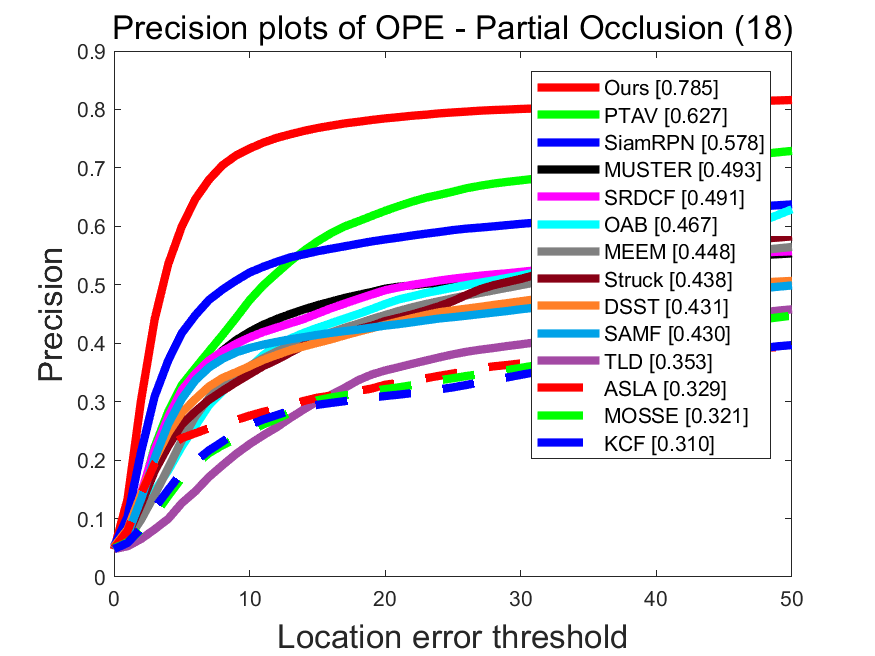 Precision plots of OPE - Partial Occlusion (18)
0.9
0.8
0.7
0.6
0.5
0.4
0.3
0.2
0.1
0
Precision
Ours [0.785]
PTAV [0.627]
SiamRPN [0.578]
MUSTER [0.493]
SRDCF [0.491]
OAB [0.467]
MEEM [0.448]
Struck [0.438]
DSST [0.431]
SAMF [0.430]
TLD [0.353]
ASLA [0.329]
MOSSE [0.321]
KCF [0.310]
0 10 20 30 40 50
Location error threshold